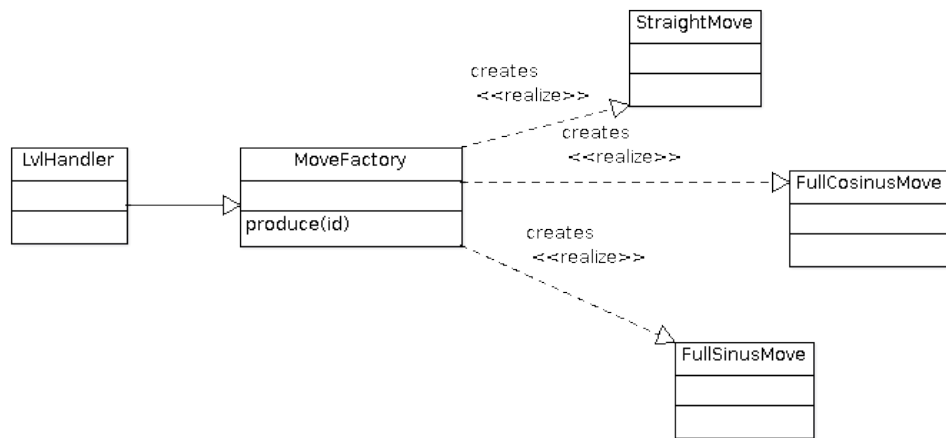 StraightMove
creates
<<realize>>
creates
<<realize>>
LvlHandler
MoveFactory
FullCosinusMove
produce(id)
creates
<<realize>>
FullSinusMove